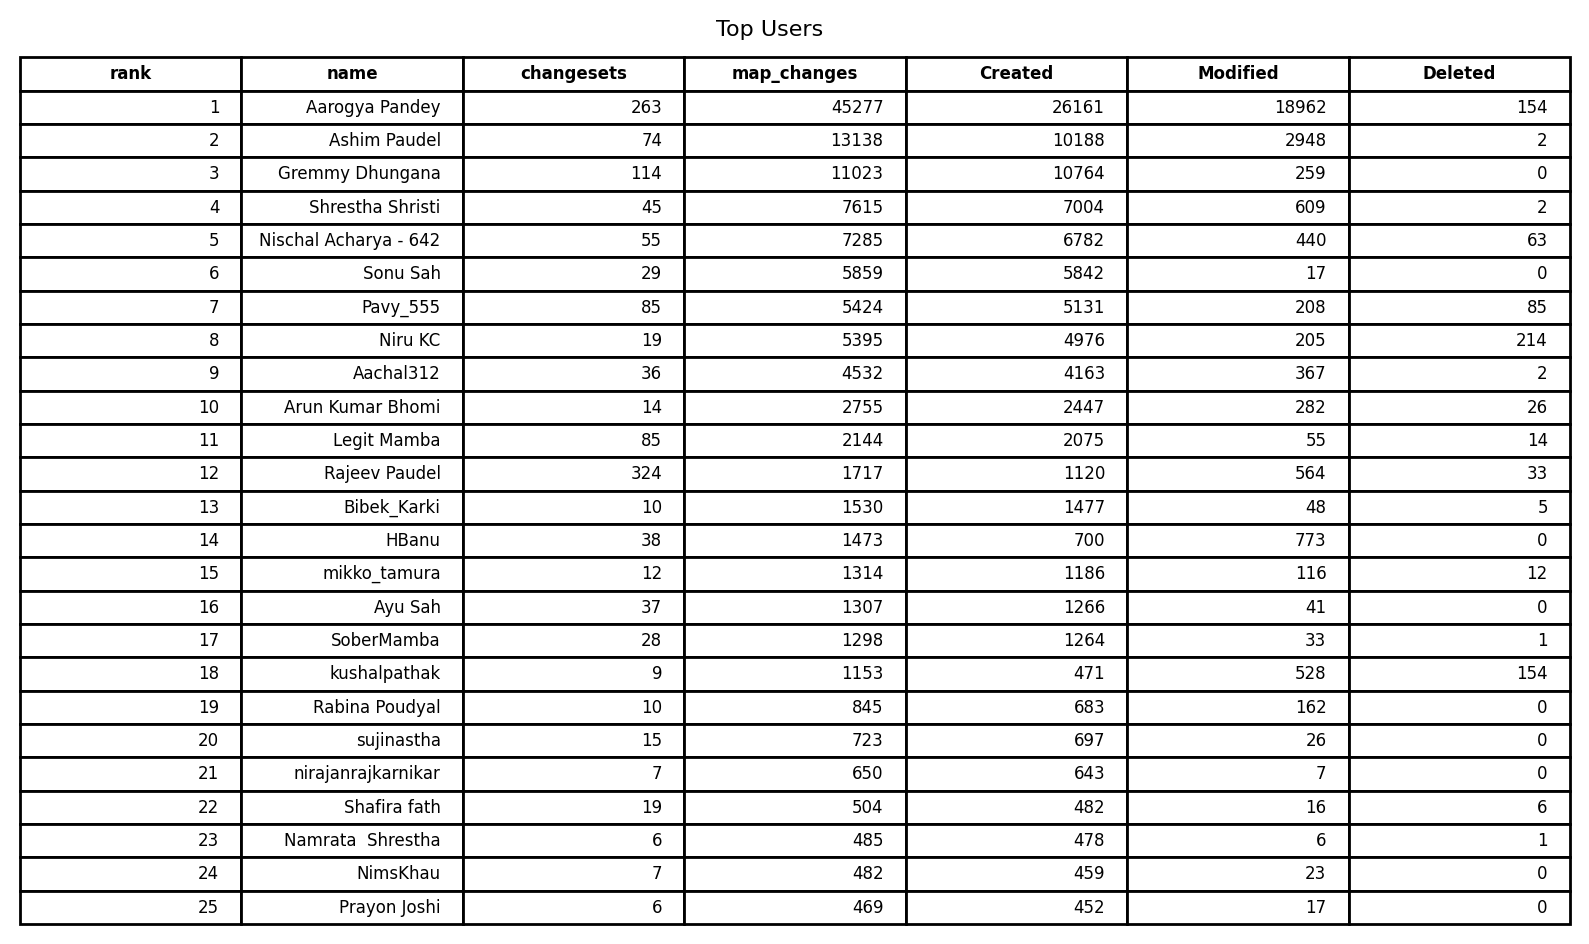 Top Users
rank name changesets map_changes Created Modified Deleted
1 Aarogya Pandey 263 45277 26161 18962 154
2 Ashim Paudel 74 13138 10188 2948 2
3 Gremmy Dhungana 114 11023 10764 259 0
4 Shrestha Shristi 45 7615 7004 609 2
5 Nischal Acharya - 642 55 7285 6782 440 63
6 Sonu Sah 29 5859 5842 17 0
7 Pavy_555 85 5424 5131 208 85
8 Niru KC 19 5395 4976 205 214
9 Aachal312 36 4532 4163 367 2
10 Arun Kumar Bhomi 14 2755 2447 282 26
11 Legit Mamba 85 2144 2075 55 14
12 Rajeev Paudel 324 1717 1120 564 33
13 Bibek_Karki 10 1530 1477 48 5
14 HBanu 38 1473 700 773 0
15 mikko_tamura 12 1314 1186 116 12
16 Ayu Sah 37 1307 1266 41 0
17 SoberMamba 28 1298 1264 33 1
18 kushalpathak 9 1153 471 528 154
19 Rabina Poudyal 10 845 683 162 0
20 sujinastha 15 723 697 26 0
21 nirajanrajkarnikar 7 650 643 7 0
22 Shafira fath 19 504 482 16 6
23 Namrata  Shrestha 6 485 478 6 1
24 NimsKhau 7 482 459 23 0
25 Prayon Joshi 6 469 452 17 0